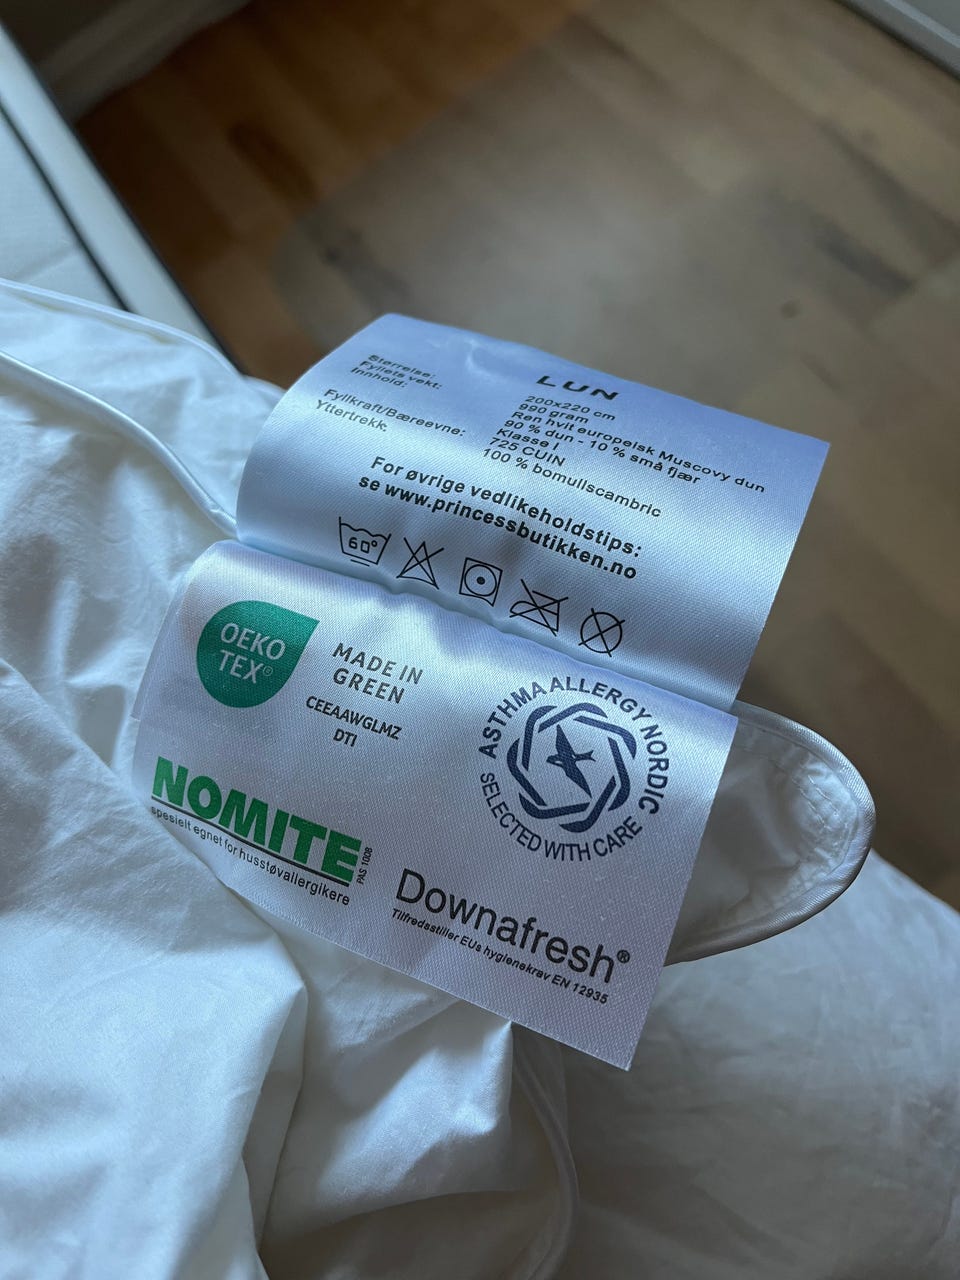 LUN
Størrelse: 200x220 cm
Fyllets vekt: 990 gram
Innhold: Ren hvit europeisk Muscovy dun
90 % dun - 10 % små fjær
Klasse I
Fyllkraft/Bæreevne: 725 CUIN
Yttertrekk: 100 % bomullscambric
For øvrige vedlikeholdstips:
se www.princessbutikken.no
60°
OEKO
TEX®
MADE IN
GREEN
CEEAAWGLMZ
DTI
ASTHMA ALLERGY NORDIC
SELECTED WITH CARE
NOMITE
PAS 1008
spesielt egnet for husstøvallergikere
Downafresh®
Tilfredsstiller EUs hygienekrav EN 12935